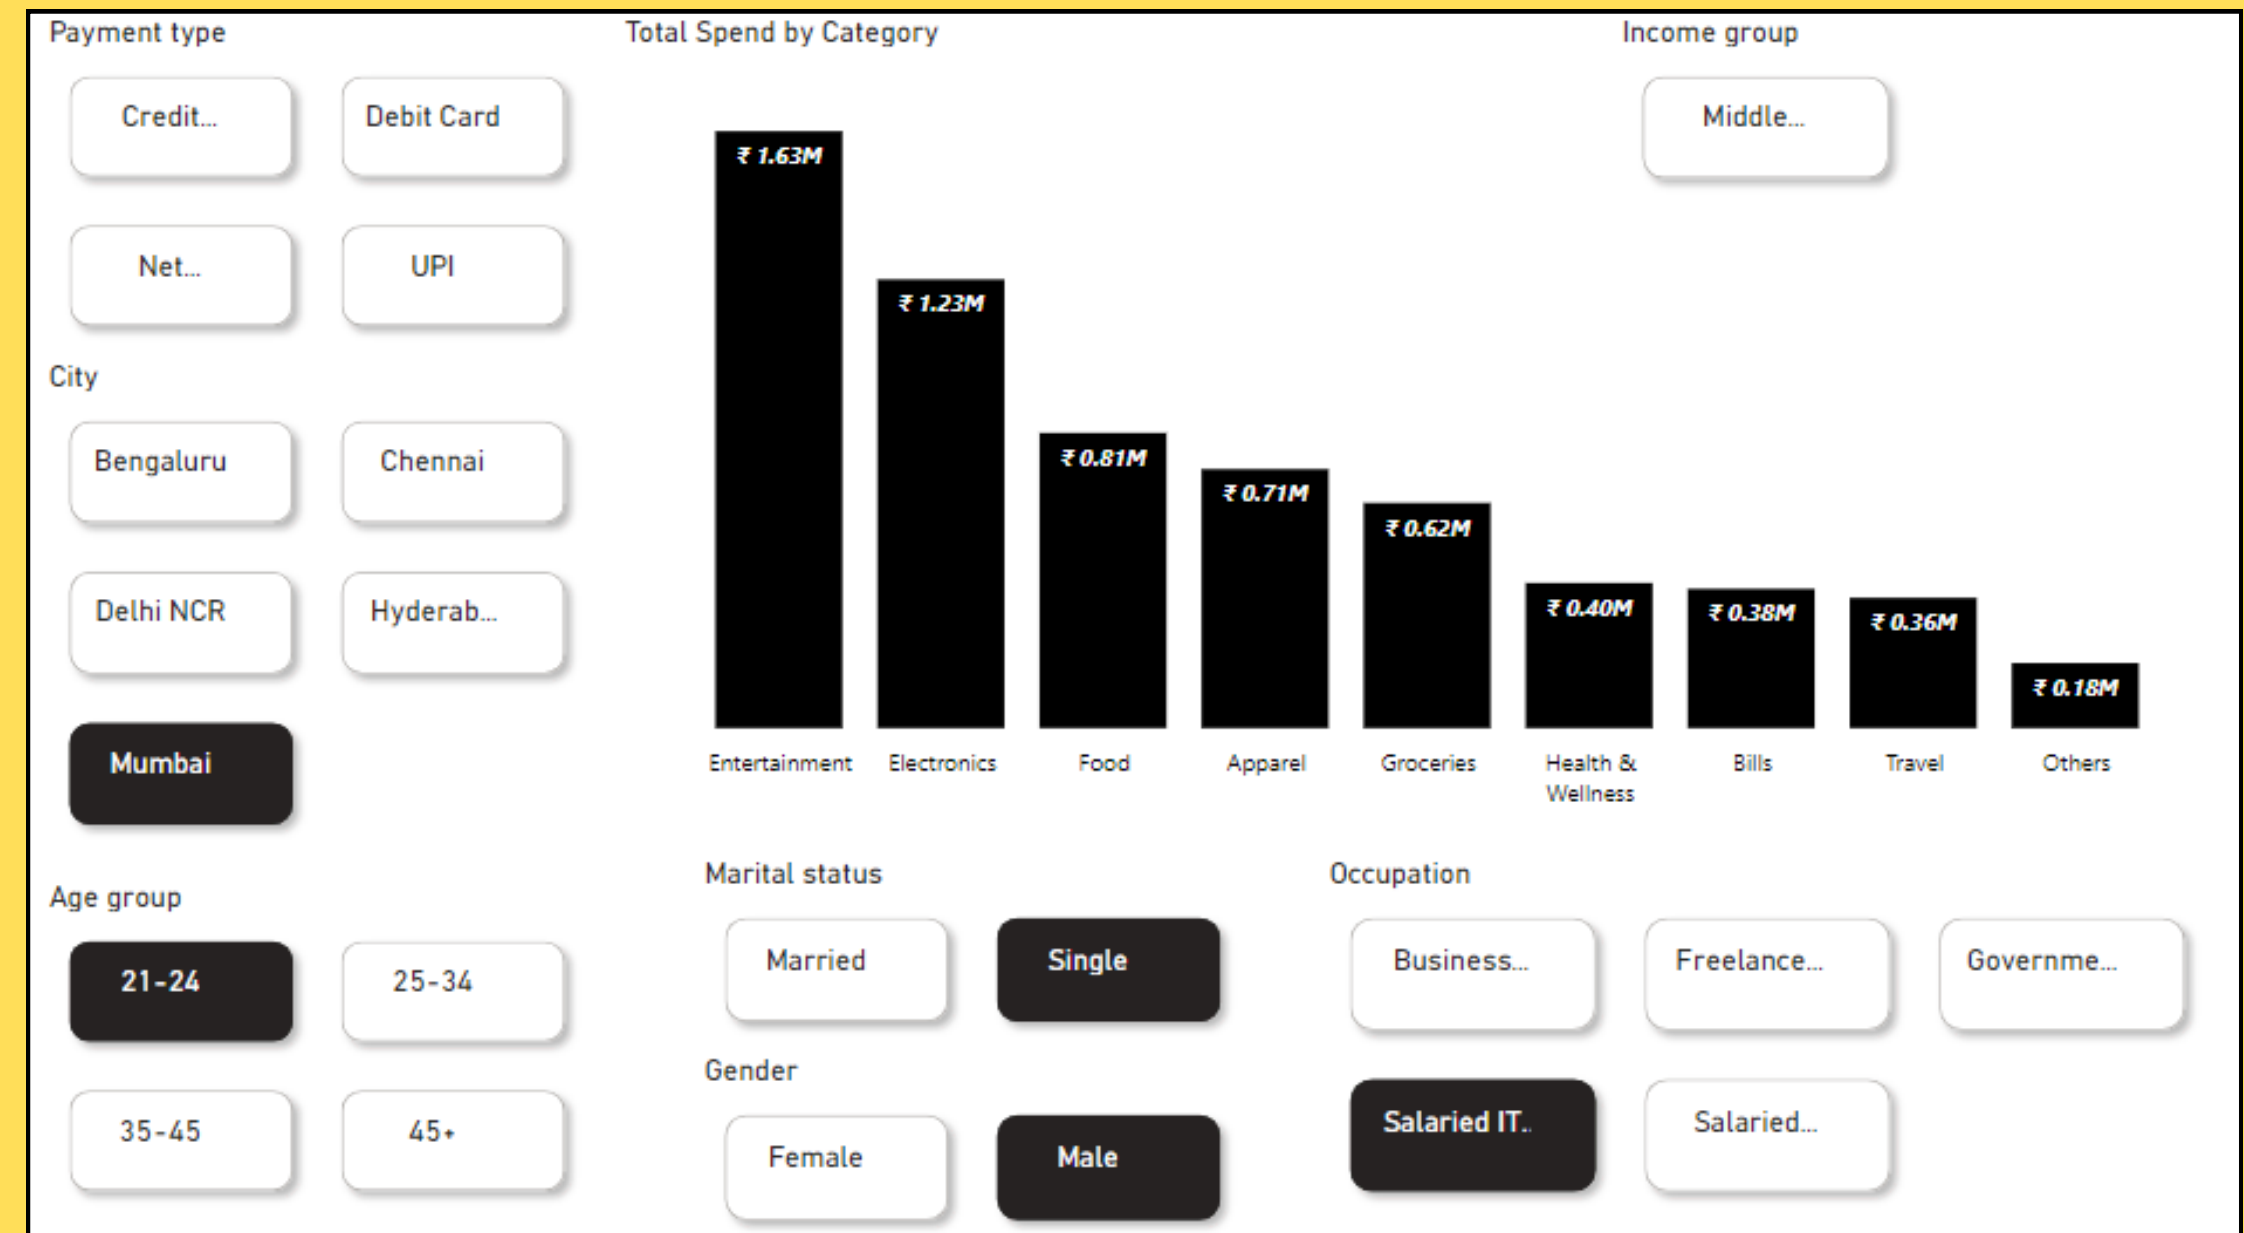 Payment type
Credit...
Debit Card
Net...
UPI
City
Bengaluru
Chennai
Delhi NCR
Hyderab...
Mumbai
Age group
21-24
25-34
35-45
45+
Total Spend by Category
₹ 1.63M
₹ 1.23M
₹ 0.81M
₹ 0.71M
₹ 0.62M
₹ 0.40M
₹ 0.38M
₹ 0.36M
₹ 0.18M
Entertainment
Electronics
Food
Apparel
Groceries
Health &
Wellness
Bills
Travel
Others
Income group
Middle...
Marital status
Married
Single
Gender
Female
Male
Occupation
Business...
Freelance...
Governme...
Salaried IT..
Salaried...